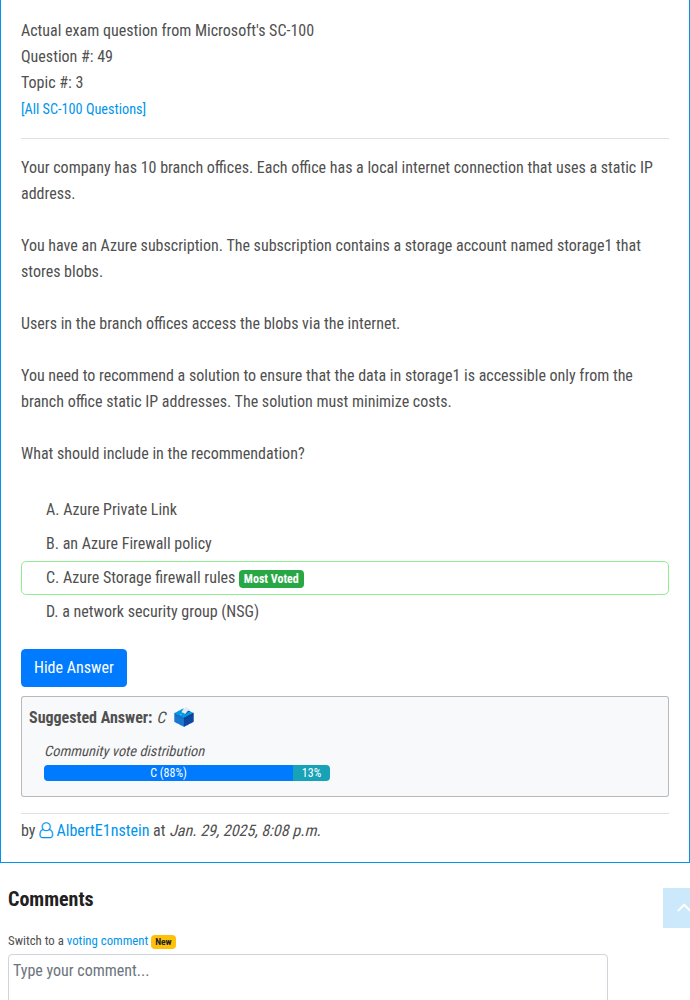 Actual exam question from Microsoft's SC-100
Question #: 49
Topic #: 3
[All SC-100 Questions]
Your company has 10 branch offices. Each office has a local internet connection that uses a static IP
address.
You have an Azure subscription. The subscription contains a storage account named storage1 that
stores blobs.
Users in the branch offices access the blobs via the internet.
You need to recommend a solution to ensure that the data in storage1 is accessible only from the
branch office static IP addresses. The solution must minimize costs.
What should include in the recommendation?
A. Azure Private Link
B. an Azure Firewall policy
C. Azure Storage firewall rules Most Voted
D. a network security group (NSG)
Hide Answer
Suggested Answer: C
Community vote distribution
C (88%) 13%
by AlbertE1nstein at Jan. 29, 2025, 8:08 p.m.
Comments
Switch to a voting comment New
Type your comment...